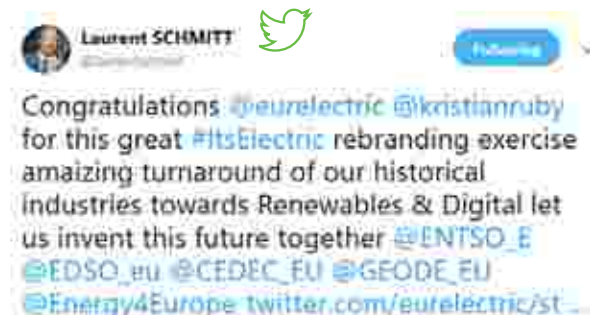 Laurent SCHMITT
Following
Congratulations @eurelectric @kristianruby
for this great #ItsElectric rebranding exercise
amaizing turnaround of our historical
industries towards Renewables & Digital let
us invent this future together @ENTSO_E
@EDSO_eu @CEDEC_EU @GEODE_EU
@Energy4Europe twitter.com/eurelectric/st...